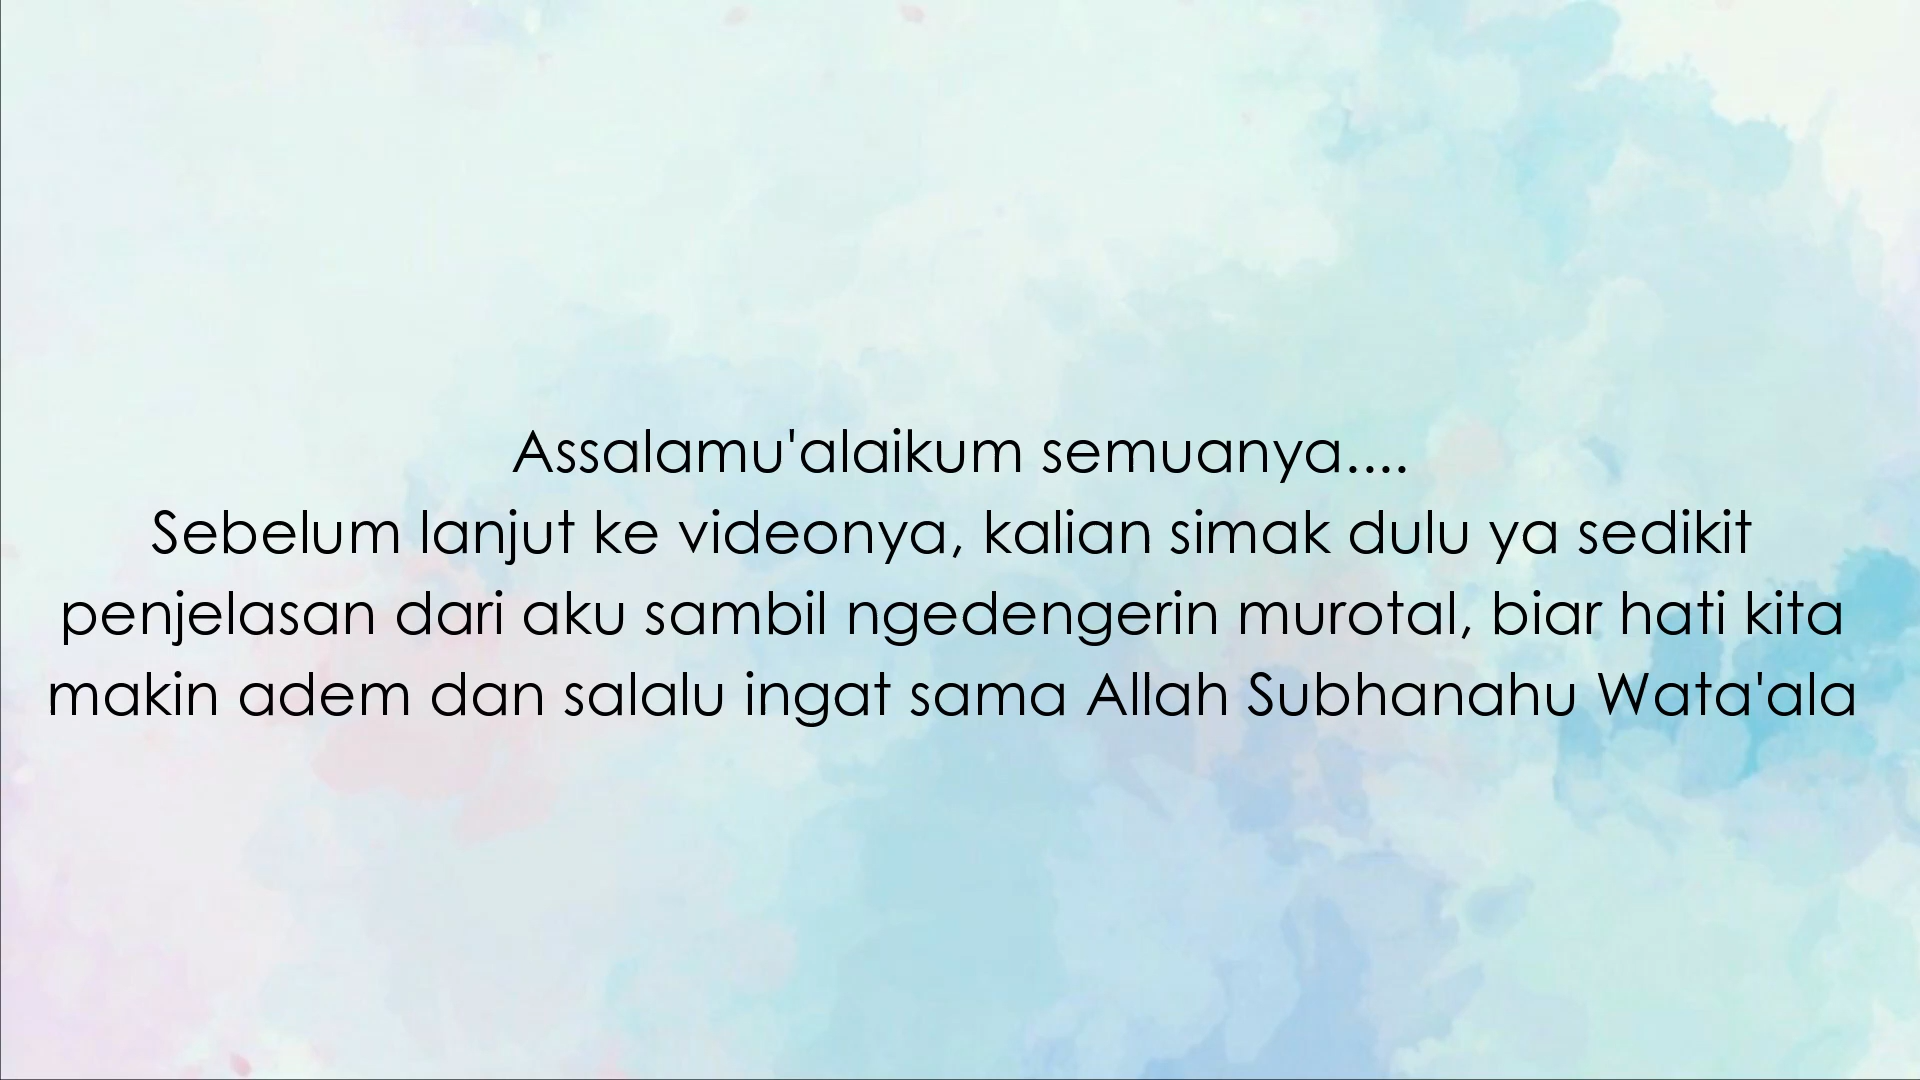 Assalamu'alaikum semuanya....
Sebelum lanjut ke videonya, kalian simak dulu ya sedikit
penjelasan dari aku sambil ngedengerin murotal, biar hati kita
makin adem dan salalu ingat sama Allah Subhanahu Wata'ala